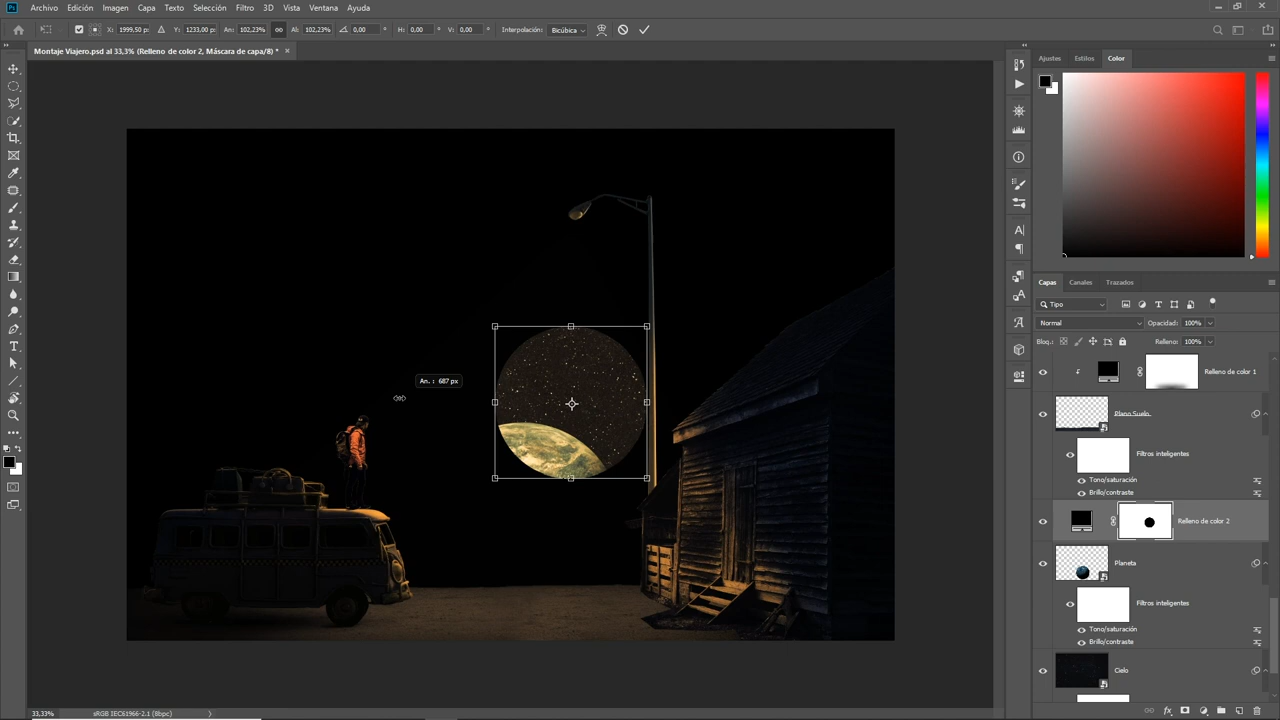 Ps Archivo Edición Imagen Capa Texto Selección Filtro 3D Vista Ventana Ayuda
X: 1999,50 px Y: 1233,00 px An: 102,23% Al: 102,23% 0,00 ° H: 0,00 ° V: 0,00 ° Interpolación: Bicúbica
Montaje Viajero.psd al 33,3% (Relleno de color 2, Máscara de capa/8) * ×
Ajustes Estilos Color
An. : 687 px
Capas Canales Trazados
Tipo
Normal Opacidad: 100%
Bloq.: Relleno: 100%
Relleno de color 1
Plano Suelo
Filtros inteligentes
Tono/saturación
Brillo/contraste
Relleno de color 2
Planeta
Filtros inteligentes
Tono/saturación
Brillo/contraste
Cielo
33,33% sRGB IEC61966-2.1 (8bpc)